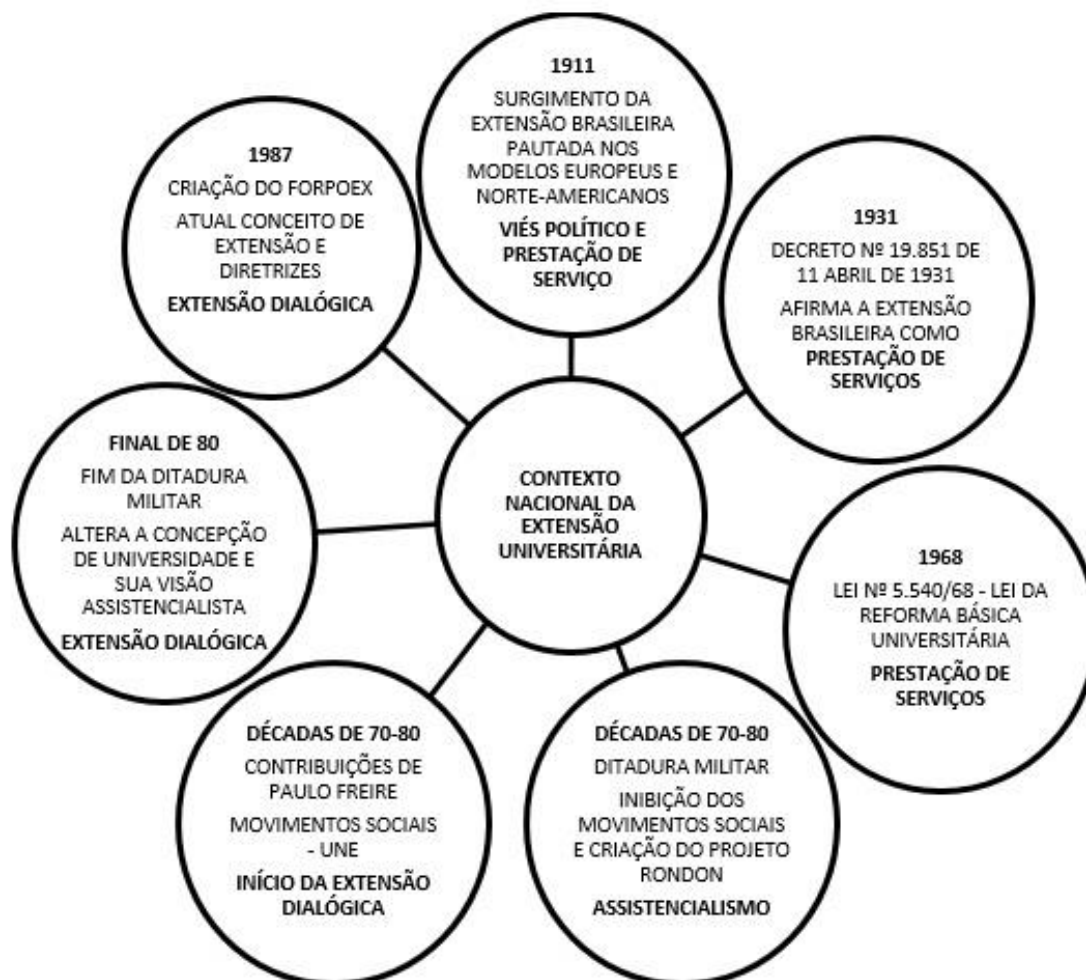 1911
SURGIMENTO DA
EXTENSÃO BRASILEIRA
PAUTADA NOS
MODELOS EUROPEUS E
NORTE-AMERICANOS
VIÉS POLÍTICO E
PRESTAÇÃO DE
SERVIÇO
1931
DECRETO Nº 19.851 DE
11 ABRIL DE 1931
AFIRMA A EXTENSÃO
BRASILEIRA COMO
PRESTAÇÃO DE
SERVIÇOS
1968
LEI Nº 5.540/68 - LEI DA
REFORMA BÁSICA
UNIVERSITÁRIA
PRESTAÇÃO DE
SERVIÇOS
DÉCADAS DE 70-80
DITADURA MILITAR
INIBIÇÃO DOS
MOVIMENTOS SOCIAIS
E CRIAÇÃO DO PROJETO
RONDON
ASSISTENCIALISMO
DÉCADAS DE 70-80
CONTRIBUIÇÕES DE
PAULO FREIRE
MOVIMENTOS SOCIAIS
- UNE
INÍCIO DA EXTENSÃO
DIALÓGICA
FINAL DE 80
FIM DA DITADURA
MILITAR
ALTERA A CONCEPÇÃO
DE UNIVERSIDADE E
SUA VISÃO
ASSISTENCIALISTA
EXTENSÃO DIALÓGICA
1987
CRIAÇÃO DO FORPOEX
ATUAL CONCEITO DE
EXTENSÃO E
DIRETRIZES
EXTENSÃO DIALÓGICA
CONTEXTO
NACIONAL DA
EXTENSÃO
UNIVERSITÁRIA